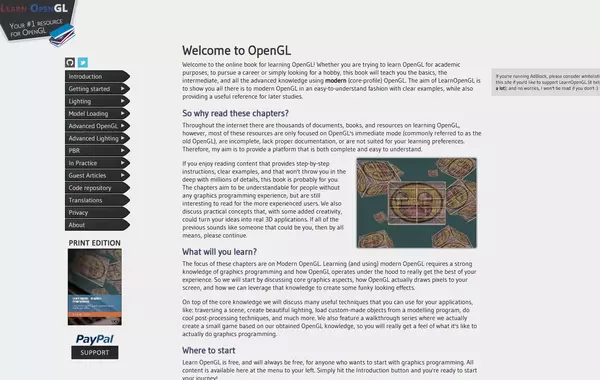 LEARN OPENGL
YOUR #1 RESOURCE
FOR OPENGL
Introduction
Getting started
Lighting
Model Loading
Advanced OpenGL
Advanced Lighting
PBR
In Practice
Guest Articles
Code repository
Translations
Privacy
About
PRINT EDITION
PayPal
SUPPORT
Welcome to OpenGL
Welcome to the online book for learning OpenGL! Whether you are trying to learn OpenGL for academic
purposes, to pursue a career or simply looking for a hobby, this book will teach you the basics, the
intermediate, and all the advanced knowledge using modern (core-profile) OpenGL. The aim of LearnOpenGL is
to show you all there is to modern OpenGL in an easy-to-understand fashion with clear examples, while also
providing a useful reference for later studies.
So why read these chapters?
Throughout the internet there are thousands of documents, books, and resources on learning OpenGL,
however, most of these resources are only focused on OpenGL's immediate mode (commonly referred to as the
old OpenGL), are incomplete, lack proper documentation, or are not suited for your learning preferences.
Therefore, my aim is to provide a platform that is both complete and easy to understand.
If you enjoy reading content that provides step-by-step
instructions, clear examples, and that won't throw you in the
deep with millions of details, this book is probably for you.
The chapters aim to be understandable for people without
any graphics programming experience, but are still
interesting to read for the more experienced users. We also
discuss practical concepts that, with some added creativity,
could turn your ideas into real 3D applications. If all of the
previous sounds like someone that could be you, then by all
means, please continue.
What will you learn?
The focus of these chapters are on Modern OpenGL. Learning (and using) modern OpenGL requires a strong
knowledge of graphics programming and how OpenGL operates under the hood to really get the best of your
experience. So we will start by discussing core graphics aspects, how OpenGL actually draws pixels to your
screen, and how we can leverage that knowledge to create some funky looking effects.
On top of the core knowledge we will discuss many useful techniques that you can use for your applications,
like: traversing a scene, create beautiful lighting, load custom-made objects from a modelling program, do
cool post-processing techniques, and much more. We also feature a walkthrough series where we actually
create a small game based on our obtained OpenGL knowledge, so you will really get a feel of what it's like to
actually do graphics programming.
Where to start
Learn OpenGL is free, and will always be free, for anyone who wants to start with graphics programming. All
content is available here at the menu to your left. Simply hit the Introduction button and you're ready to start
your journey!
If you're running AdBlock, please consider whitelisting
this site if you'd like to support LearnOpenGL (it helps
a lot); and no worries, I won't be mad if you don't :)